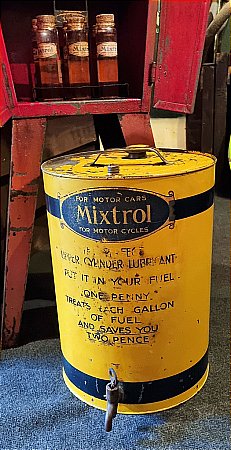 Mixtrol
FOR MOTOR CARS
Mixtrol
FOR MOTOR CYCLES
UPPER CYLINDER LUBRICANT
PUT IT IN YOUR FUEL
ONE PENNY
TREATS EACH GALLON
OF FUEL
AND SAVES YOU
TWO PENCE